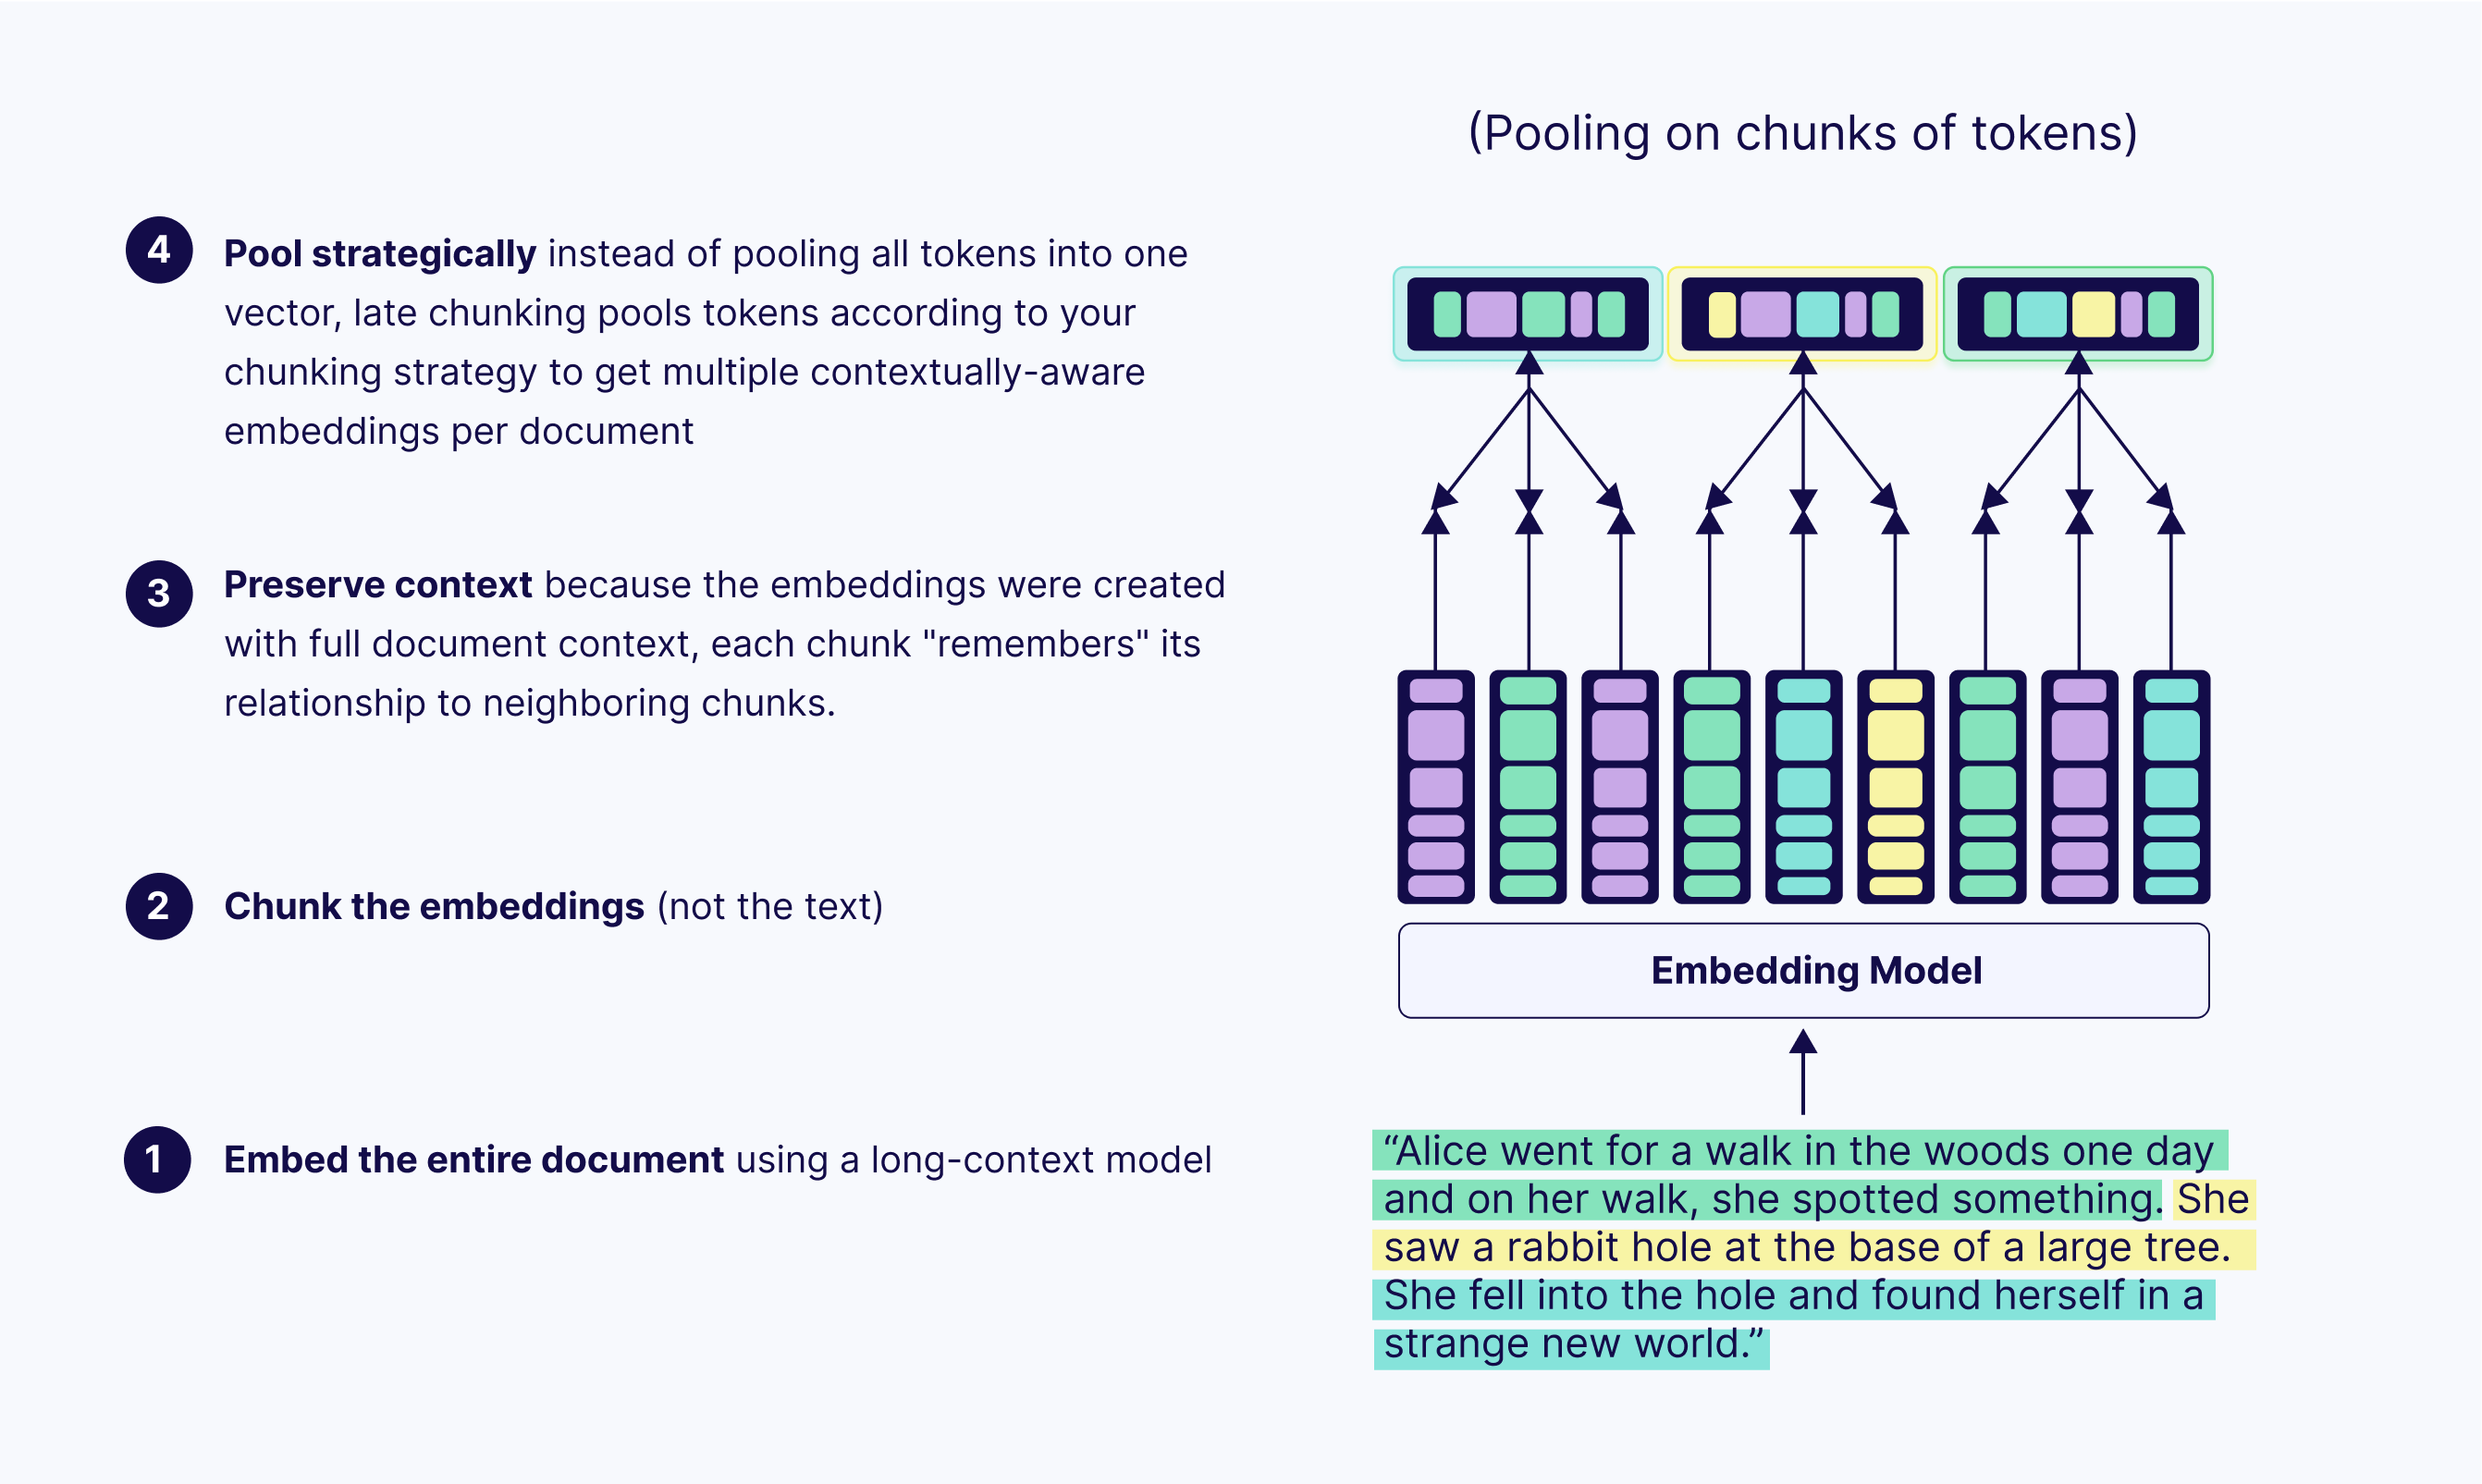 (Pooling on chunks of tokens)
4
Pool strategically instead of pooling all tokens into one
vector, late chunking pools tokens according to your
chunking strategy to get multiple contextually-aware
embeddings per document
3
Preserve context because the embeddings were created
with full document context, each chunk "remembers" its
relationship to neighboring chunks.
2
Chunk the embeddings (not the text)
Embedding Model
1
Embed the entire document using a long-context model
“Alice went for a walk in the woods one day
and on her walk, she spotted something. She
saw a rabbit hole at the base of a large tree.
She fell into the hole and found herself in a
strange new world.”